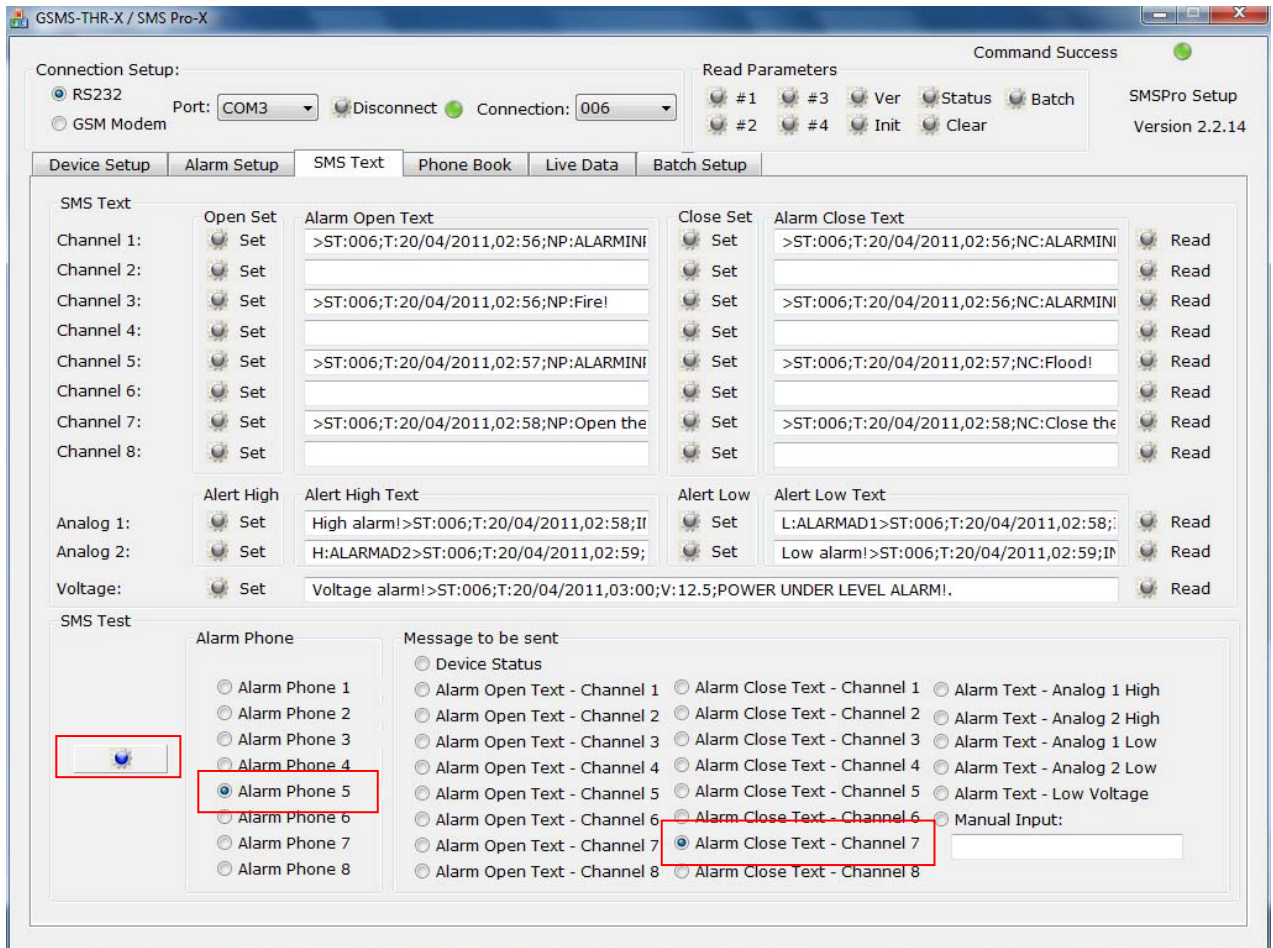 GSMS-THR-X / SMS Pro-X
Command Success
Connection Setup:
RS232
GSM Modem
Port: COM3 Disconnect Connection: 006
Read Parameters
#1 #3 Ver Status Batch
#2 #4 Init Clear
SMSPro Setup
Version 2.2.14
Device Setup Alarm Setup SMS Text Phone Book Live Data Batch Setup
SMS Text
Open Set Alarm Open Text Close Set Alarm Close Text
Channel 1: Set >ST:006;T:20/04/2011,02:56;NP:ALARMIN Set >ST:006;T:20/04/2011,02:56;NC:ALARMIN Read
Channel 2: Set Set Read
Channel 3: Set >ST:006;T:20/04/2011,02:56;NP:Fire! Set >ST:006;T:20/04/2011,02:56;NC:ALARMIN Read
Channel 4: Set Set Read
Channel 5: Set >ST:006;T:20/04/2011,02:57;NP:ALARMIN Set >ST:006;T:20/04/2011,02:57;NC:Flood! Read
Channel 6: Set Set Read
Channel 7: Set >ST:006;T:20/04/2011,02:58;NP:Open the Set >ST:006;T:20/04/2011,02:58;NC:Close the Read
Channel 8: Set Set Read
Alert High Alert High Text Alert Low Alert Low Text
Analog 1: Set High alarm!>ST:006;T:20/04/2011,02:58;I Set L:ALARMAD1>ST:006;T:20/04/2011,02:58; Read
Analog 2: Set H:ALARMAD2>ST:006;T:20/04/2011,02:59; Set Low alarm!>ST:006;T:20/04/2011,02:59;IN Read
Voltage: Set Voltage alarm!>ST:006;T:20/04/2011,03:00;V:12.5;POWER UNDER LEVEL ALARM!. Read
SMS Test
Alarm Phone
Alarm Phone 1
Alarm Phone 2
Alarm Phone 3
Alarm Phone 4
Alarm Phone 5
Alarm Phone 6
Alarm Phone 7
Alarm Phone 8
Message to be sent
Device Status
Alarm Open Text - Channel 1 Alarm Close Text - Channel 1 Alarm Text - Analog 1 High
Alarm Open Text - Channel 2 Alarm Close Text - Channel 2 Alarm Text - Analog 2 High
Alarm Open Text - Channel 3 Alarm Close Text - Channel 3 Alarm Text - Analog 1 Low
Alarm Open Text - Channel 4 Alarm Close Text - Channel 4 Alarm Text - Analog 2 Low
Alarm Open Text - Channel 5 Alarm Close Text - Channel 5 Alarm Text - Low Voltage
Alarm Open Text - Channel 6 Alarm Close Text - Channel 6 Manual Input:
Alarm Open Text - Channel 7 Alarm Close Text - Channel 7
Alarm Open Text - Channel 8 Alarm Close Text - Channel 8